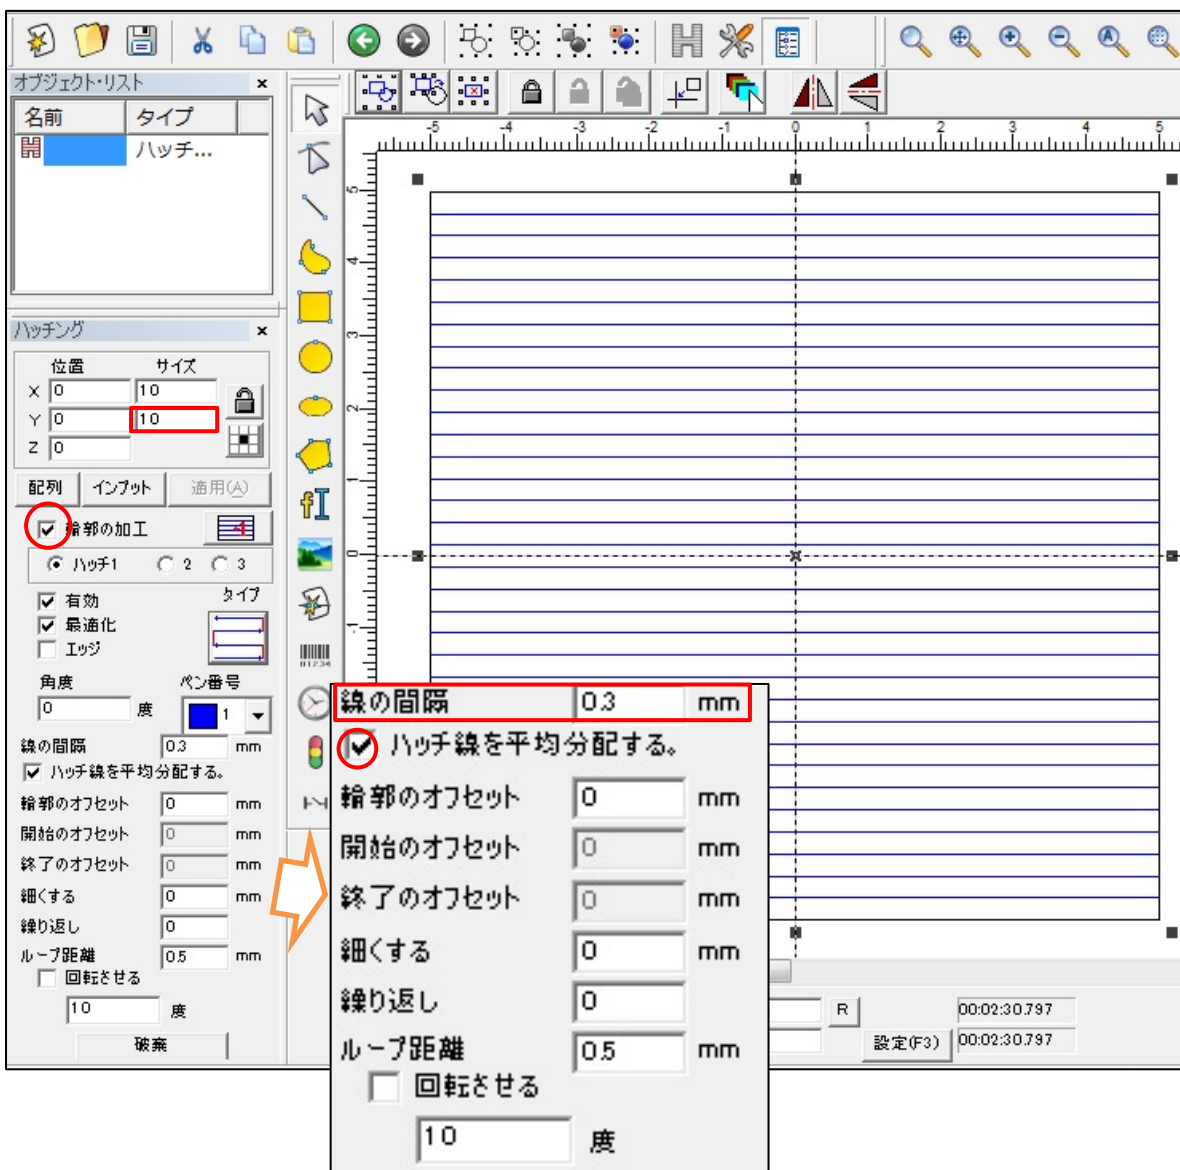 オブジェクト・リスト ×
名前 タイプ
ハッチ...
-5 -4 -3 -2 -1 0 1 2 3 4 5
5
4
3
2
1
0
-1
ハッチング ×
位置 サイズ
X 0 10
Y 0 10
Z 0
配列 インプット 適用(A)
輪郭の加工
ハッチ1 2 3
有効 タイプ
最適化
エッジ
角度 ペン番号
0 度 1
線の間隔 0.3 mm
ハッチ線を平均分配する。
輪郭のオフセット 0 mm
開始のオフセット 0 mm
終了のオフセット 0 mm
細くする 0 mm
繰り返し 0
ループ距離 0.5 mm
回転させる
10 度
破棄
01234
線の間隔 0.3 mm
ハッチ線を平均分配する。
輪郭のオフセット 0 mm
開始のオフセット 0 mm
終了のオフセット 0 mm
細くする 0 mm
繰り返し 0
ループ距離 0.5 mm
回転させる
10 度
R 00:02:30.797
設定(F3) 00:02:30.797